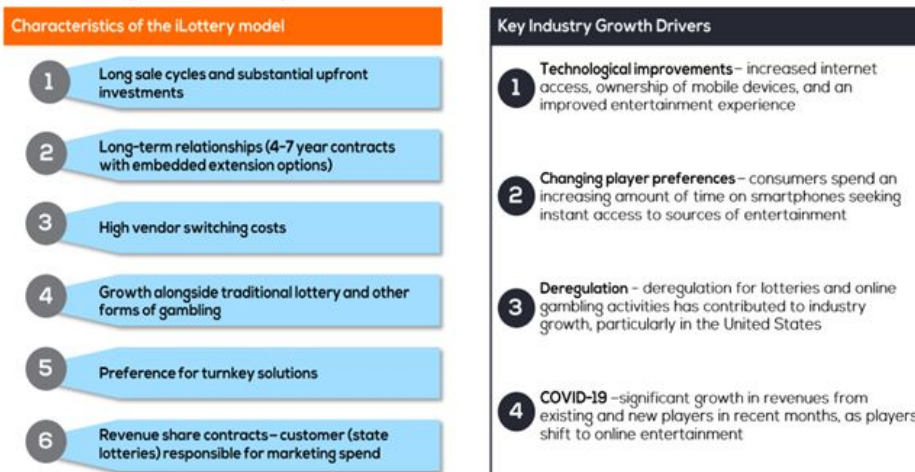 Characteristics of the iLottery model
1
Long sale cycles and substantial upfront
investments
2
Long-term relationships (4-7 year contracts
with embedded extension options)
3
High vendor switching costs
4
Growth alongside traditional lottery and other
forms of gambling
5
Preference for turnkey solutions
6
Revenue share contracts– customer (state
lotteries) responsible for marketing spend
Key Industry Growth Drivers
1
Technological improvements– increased internet
access, ownership of mobile devices, and an
improved entertainment experience
2
Changing player preferences– consumers spend an
increasing amount of time on smartphones seeking
instant access to sources of entertainment
3
Deregulation – deregulation for lotteries and online
gambling activities has contributed to industry
growth, particularly in the United States
4
COVID-19 –significant growth in revenues from
existing and new players in recent months, as players
shift to online entertainment